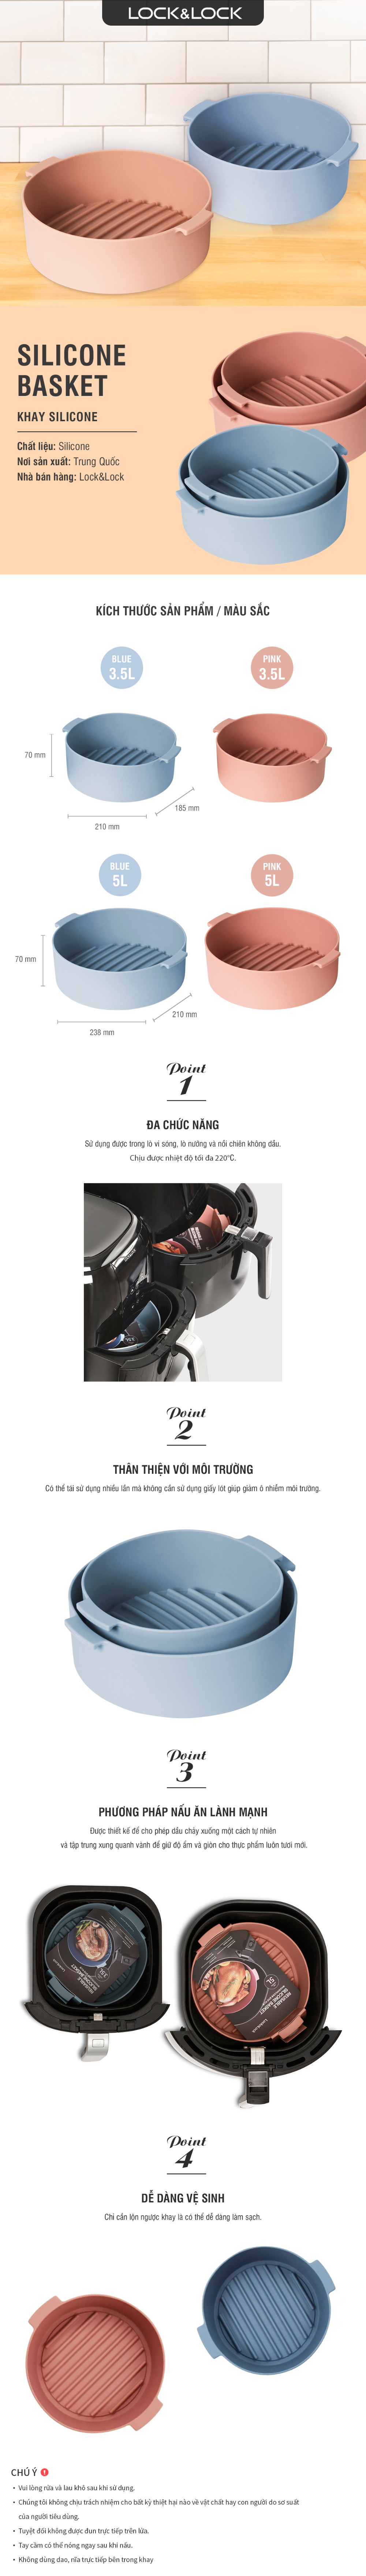 LOCK&LOCK
SILICONE
BASKET
KHAY SILICONE
Chất liệu: Silicone
Nơi sản xuất: Trung Quốc
Nhà bán hàng: Lock&Lock
KÍCH THƯỚC SẢN PHẨM / MÀU SẮC
BLUE
3.5L
PINK
3.5L
70 mm
185 mm
210 mm
BLUE
5L
PINK
5L
70 mm
210 mm
238 mm
Point
1
ĐA CHỨC NĂNG
Sử dụng được trong lò vi sóng, lò nướng và nồi chiên không dầu.
Chịu được nhiệt độ tối đa 220℃.
Point
2
THÂN THIỆN VỚI MÔI TRƯỜNG
Có thể tái sử dụng nhiều lần mà không cần sử dụng giấy lót giúp giảm ô nhiễm môi trường.
Point
3
PHƯƠNG PHÁP NẤU ĂN LÀNH MẠNH
Được thiết kế để cho phép dầu chảy xuống một cách tự nhiên
và tập trung xung quanh vành để giữ độ ẩm và giòn cho thực phẩm luôn tươi mới.
5L
Point
4
DỄ DÀNG VỆ SINH
Chỉ cần lộn ngược khay là có thể dễ dàng làm sạch.
CHÚ Ý !
• Vui lòng rửa và lau khô sau khi sử dụng.
• Chúng tôi không chịu trách nhiệm cho bất kỳ thiệt hại nào về vật chất hay con người do sơ suất
của người tiêu dùng.
• Tuyệt đối không được đun trực tiếp trên lửa.
• Tay cầm có thể nóng ngay sau khi nấu.
• Không dùng dao, nĩa trực tiếp bên trong khay